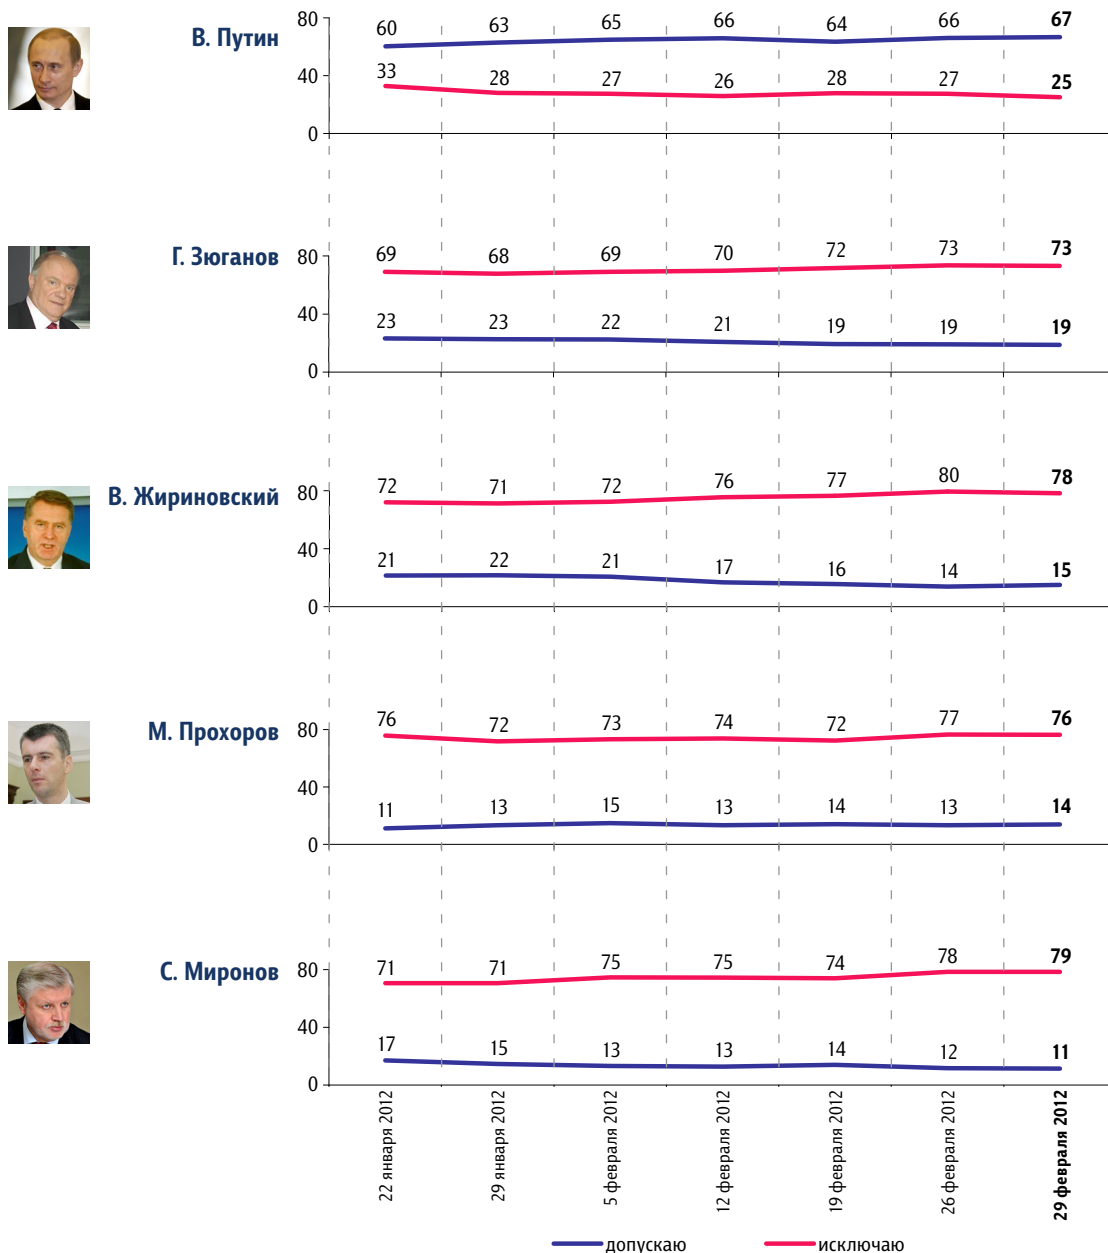 80
60 63 65 66 64 66 67
В. Путин
40
33 28 27 26 28 27 25
0
Г. Зюганов
80
69 68 69 70 72 73 73
40
23 23 22 21 19 19 19
0
В. Жириновский
80
72 71 72 76 77 80 78
40
21 22 21 17 16 14 15
0
М. Прохоров
80
76 72 73 74 72 77 76
40
11 13 15 13 14 13 14
0
С. Миронов
80
71 71 75 75 74 78 79
40
17 15 13 13 14 12 11
0
22 января 2012
29 января 2012
5 февраля 2012
12 февраля 2012
19 февраля 2012
26 февраля 2012
29 февраля 2012
допускаю исключаю